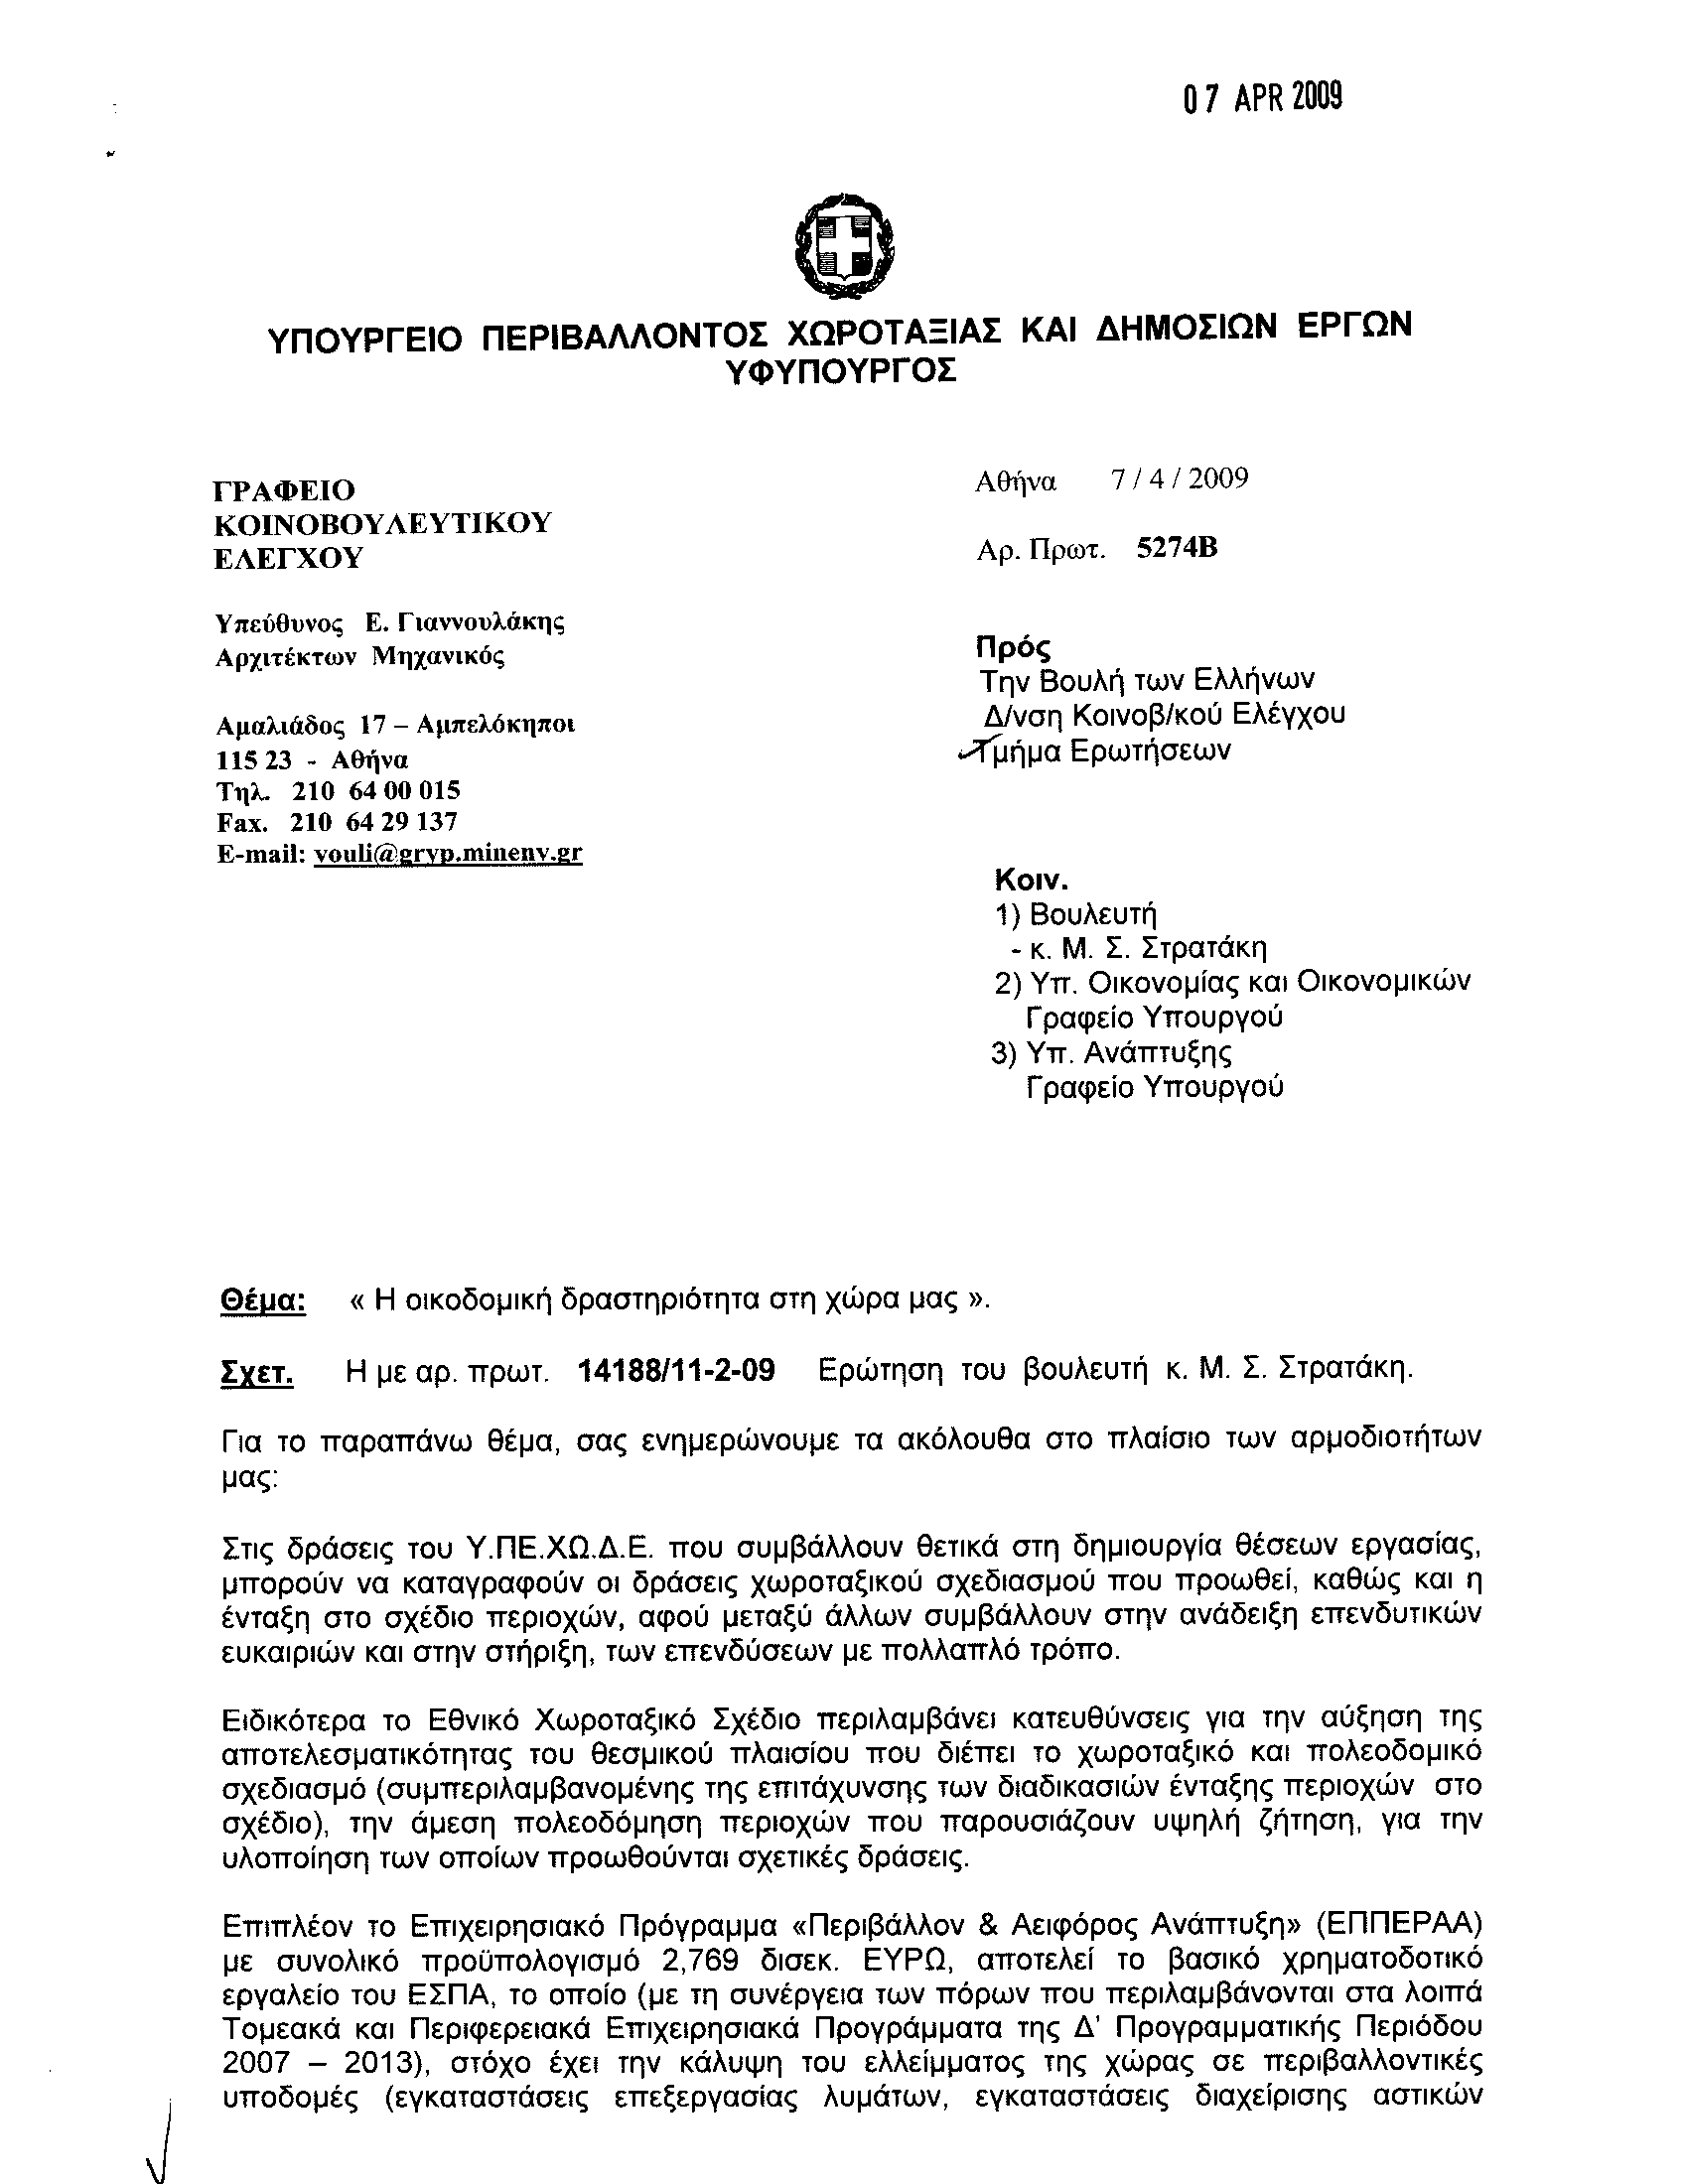 07 APR 2009
ΥΠΟΥΡΓΕΙΟ ΠΕΡΙΒΑΛΛΟΝΤΟΣ ΧΩΡΟΤΑΞΙΑΣ ΚΑΙ ΔΗΜΟΣΙΩΝ ΕΡΓΩΝ
ΥΦΥΠΟΥΡΓΟΣ
ΓΡΑΦΕΙΟ
ΚΟΙΝΟΒΟΥΛΕΥΤΙΚΟΥ
ΕΛΕΓΧΟΥ
Υπεύθυνος Ε. Γιαννουλάκης
Αρχιτέκτων Μηχανικός
Αμαλιάδος 17 – Αμπελόκηποι
115 23 - Αθήνα
Τηλ. 210 64 00 015
Fax. 210 64 29 137
E-mail: vouli@gryp.minenv.gr
Αθήνα 7 / 4 / 2009
Αρ. Πρωτ. 5274Β
Πρός
Την Βουλή των Ελλήνων
Δ/νση Κοινοβ/κού Ελέγχου
Τμήμα Ερωτήσεων
Κοιν.
1) Βουλευτή
- κ. Μ. Σ. Στρατάκη
2) Υπ. Οικονομίας και Οικονομικών
Γραφείο Υπουργού
3) Υπ. Ανάπτυξης
Γραφείο Υπουργού
Θέμα: « Η οικοδομική δραστηριότητα στη χώρα μας ».
Σχετ. Η με αρ. πρωτ. 14188/11-2-09 Ερώτηση του βουλευτή κ. Μ. Σ. Στρατάκη.
Για το παραπάνω θέμα, σας ενημερώνουμε τα ακόλουθα στο πλαίσιο των αρμοδιοτήτων
μας:
Στις δράσεις του Υ.ΠΕ.ΧΩ.Δ.Ε. που συμβάλλουν θετικά στη δημιουργία θέσεων εργασίας,
μπορούν να καταγραφούν οι δράσεις χωροταξικού σχεδιασμού που προωθεί, καθώς και η
ένταξη στο σχέδιο περιοχών, αφού μεταξύ άλλων συμβάλλουν στην ανάδειξη επενδυτικών
ευκαιριών και στην στήριξη, των επενδύσεων με πολλαπλό τρόπο.
Ειδικότερα το Εθνικό Χωροταξικό Σχέδιο περιλαμβάνει κατευθύνσεις για την αύξηση της
αποτελεσματικότητας του θεσμικού πλαισίου που διέπει το χωροταξικό και πολεοδομικό
σχεδιασμό (συμπεριλαμβανομένης της επιτάχυνσης των διαδικασιών ένταξης περιοχών στο
σχέδιο), την άμεση πολεοδόμηση περιοχών που παρουσιάζουν υψηλή ζήτηση, για την
υλοποίηση των οποίων προωθούνται σχετικές δράσεις.
Επιπλέον το Επιχειρησιακό Πρόγραμμα «Περιβάλλον & Αειφόρος Ανάπτυξη» (ΕΠΠΕΡΑΑ)
με συνολικό προϋπολογισμό 2,769 δισεκ. ΕΥΡΩ, αποτελεί το βασικό χρηματοδοτικό
εργαλείο του ΕΣΠΑ, το οποίο (με τη συνέργεια των πόρων που περιλαμβάνονται στα λοιπά
Τομεακά και Περιφερειακά Επιχειρησιακά Προγράμματα της Δ' Προγραμματικής Περιόδου
2007 – 2013), στόχο έχει την κάλυψη του ελλείμματος της χώρας σε περιβαλλοντικές
υποδομές (εγκαταστάσεις επεξεργασίας λυμάτων, εγκαταστάσεις διαχείρισης αστικών